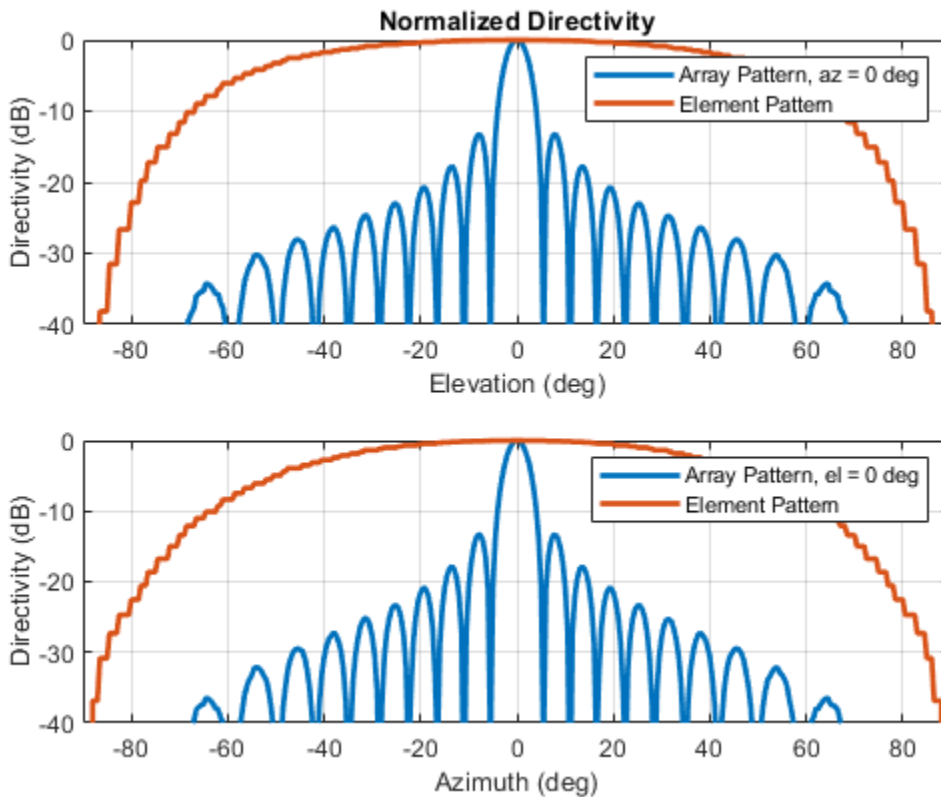 Normalized Directivity
0
-10
-20
-30
-40
Directivity (dB)
Array Pattern, az = 0 deg
Element Pattern
-80 -60 -40 -20 0 20 40 60 80
Elevation (deg)
0
-10
-20
-30
-40
Directivity (dB)
Array Pattern, el = 0 deg
Element Pattern
-80 -60 -40 -20 0 20 40 60 80
Azimuth (deg)